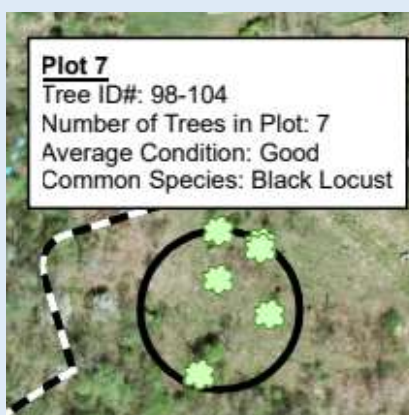 Plot 7
Tree ID#: 98-104
Number of Trees in Plot: 7
Average Condition: Good
Common Species: Black Locust